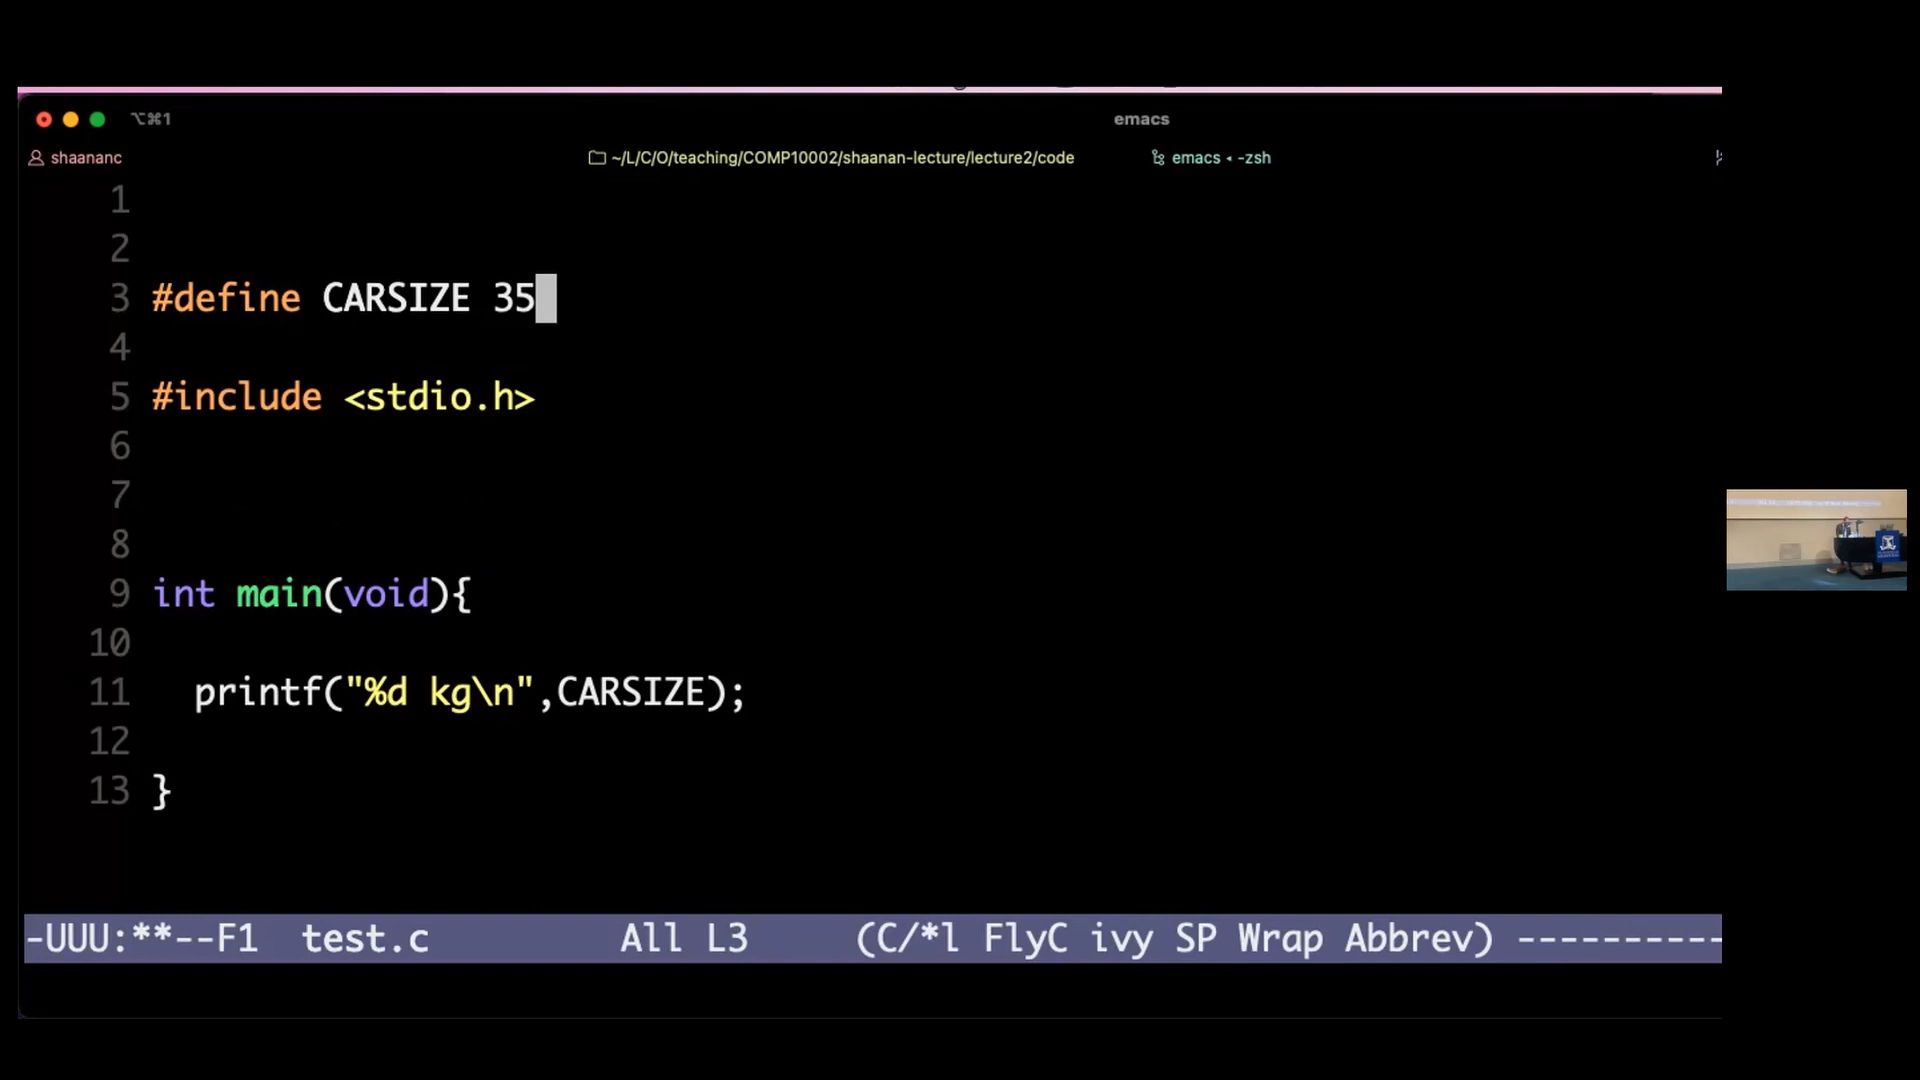 ⌥⌘1 emacs
shaananc ~/L/C/O/teaching/COMP10002/shaanan-lecture/lecture2/code emacs • -zsh
1
2
3 #define CARSIZE 35
4
5 #include <stdio.h>
6
7
8
9 int main(void){
10
11 printf("%d kg\n",CARSIZE);
12
13 }
-UUU:**--F1 test.c All L3 (C/*l FlyC ivy SP Wrap Abbrev) ----------